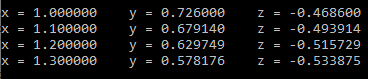 x = 1.000000    y = 0.726000    z = -0.468600
x = 1.100000    y = 0.679140    z = -0.493914
x = 1.200000    y = 0.629749    z = -0.515729
x = 1.300000    y = 0.578176    z = -0.533875